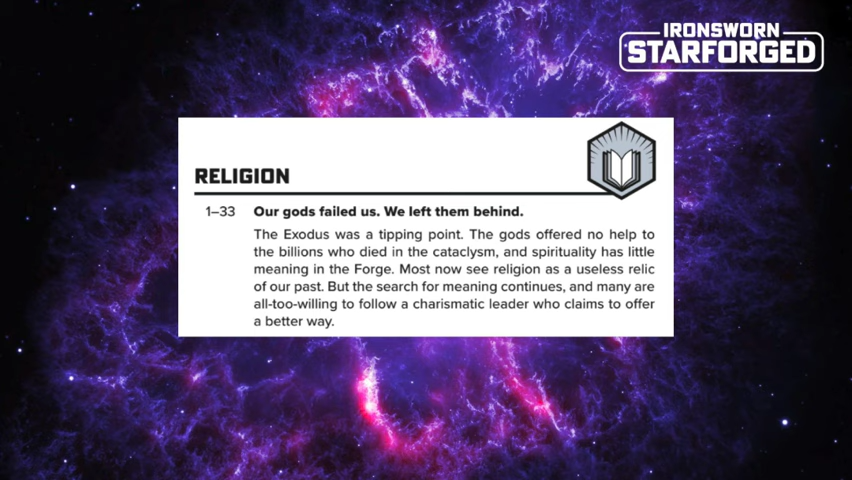 IRONSWORN
STARFORGED
RELIGION
1–33 Our gods failed us. We left them behind.
The Exodus was a tipping point. The gods offered no help to
the billions who died in the cataclysm, and spirituality has little
meaning in the Forge. Most now see religion as a useless relic
of our past. But the search for meaning continues, and many are
all-too-willing to follow a charismatic leader who claims to offer
a better way.